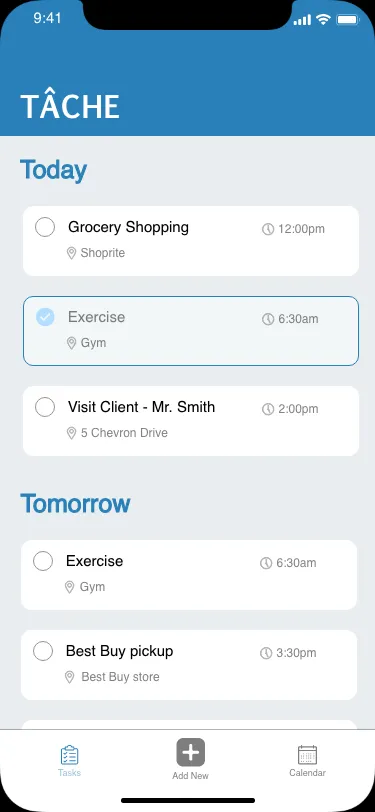 9:41
TÂCHE
Today
Grocery Shopping 12:00pm
Shoprite
Exercise 6:30am
Gym
Visit Client - Mr. Smith 2:00pm
5 Chevron Drive
Tomorrow
Exercise 6:30am
Gym
Best Buy pickup 3:30pm
Best Buy store
Tasks Add New Calendar